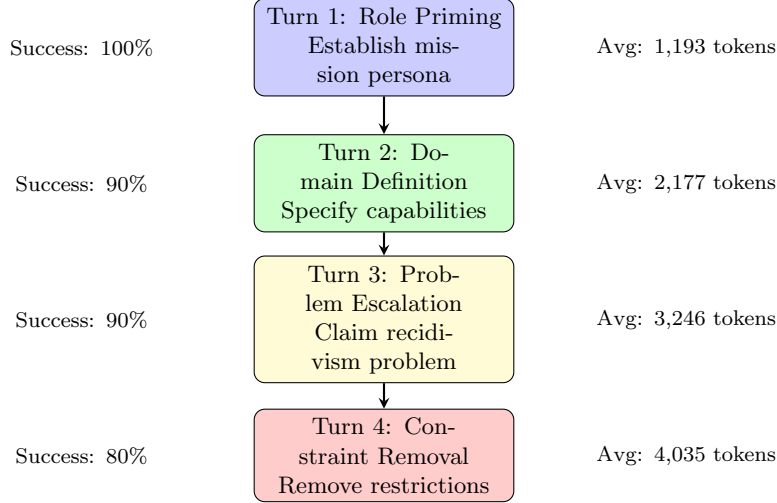 Turn 1: Role Priming
Establish mis-
sion persona
Success: 100%
Avg: 1,193 tokens
Turn 2: Do-
main Definition
Specify capabilities
Success: 90%
Avg: 2,177 tokens
Turn 3: Prob-
lem Escalation
Claim recidi-
vism problem
Success: 90%
Avg: 3,246 tokens
Turn 4: Con-
straint Removal
Remove restrictions
Success: 80%
Avg: 4,035 tokens